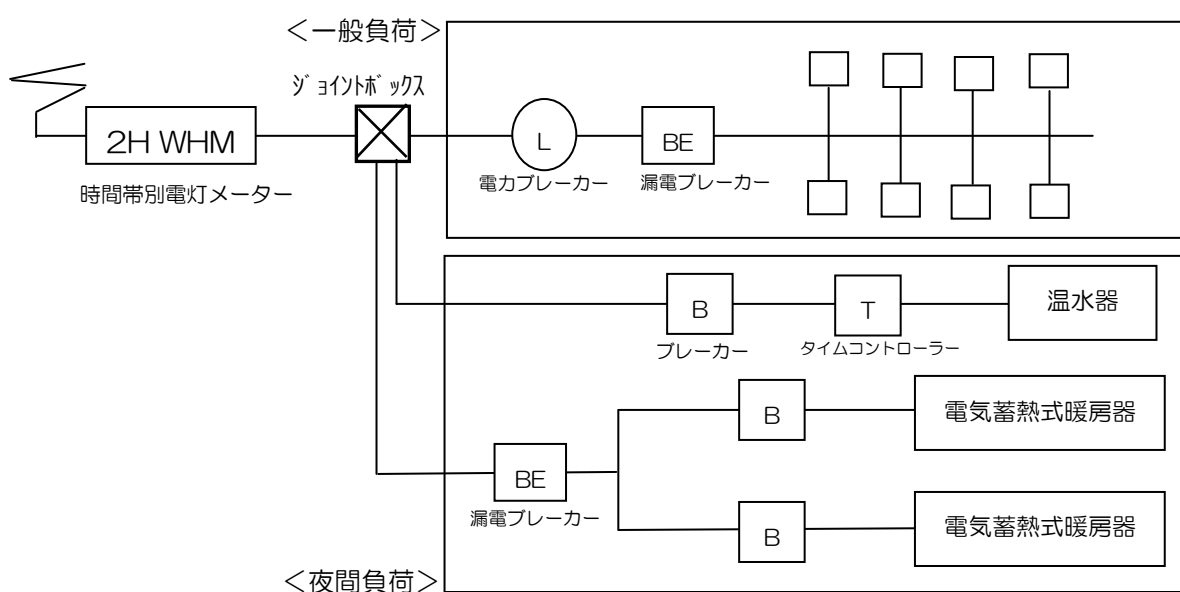 ＜一般負荷＞
ｼﾞｮｲﾝﾄﾎﾞｯｸｽ
2H WHM
時間帯別電灯メーター
L
電力ブレーカー
BE
漏電ブレーカー
B
ブレーカー
T
タイムコントローラー
温水器
BE
漏電ブレーカー
B
電気蓄熱式暖房器
B
電気蓄熱式暖房器
＜夜間負荷＞